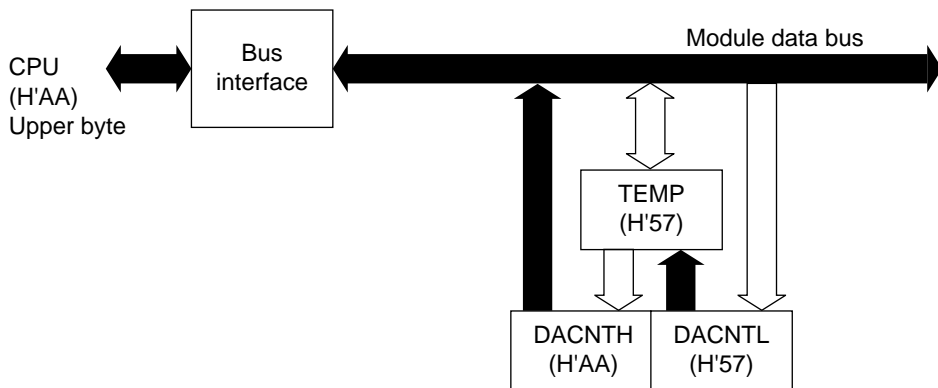 CPU
(H'AA)
Upper byte
Bus
interface
Module data bus
TEMP
(H'57)
DACNTH
(H'AA)
DACNTL
(H'57)